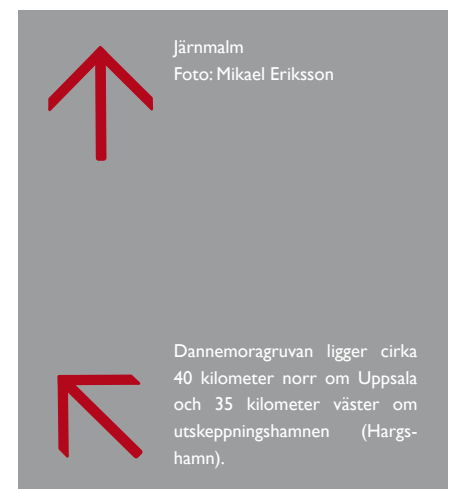 Järnmalm
Foto: Mikael Eriksson
Dannemoragruvan ligger cirka
40 kilometer norr om Uppsala
och 35 kilometer väster om
utskeppningshamnen (Hargs-
hamn).